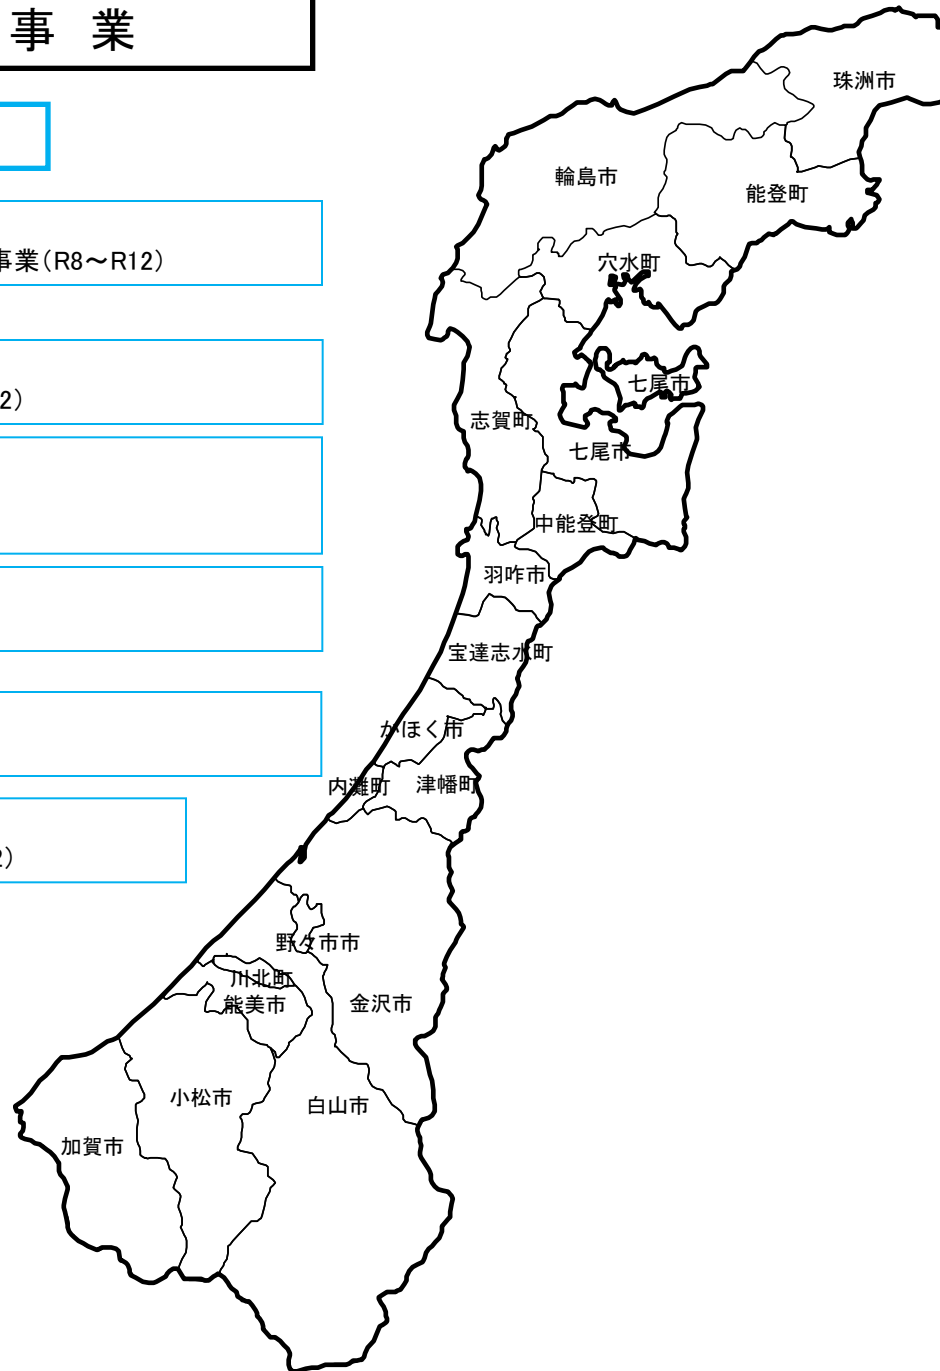 事業
事業(R8～R12)
2)
2)
珠洲市
輪島市
能登町
穴水町
七尾市
志賀町
七尾市
中能登町
羽咋市
宝達志水町
かほく市
内灘町
津幡町
野々市市
川北町
能美市
金沢市
小松市
白山市
加賀市